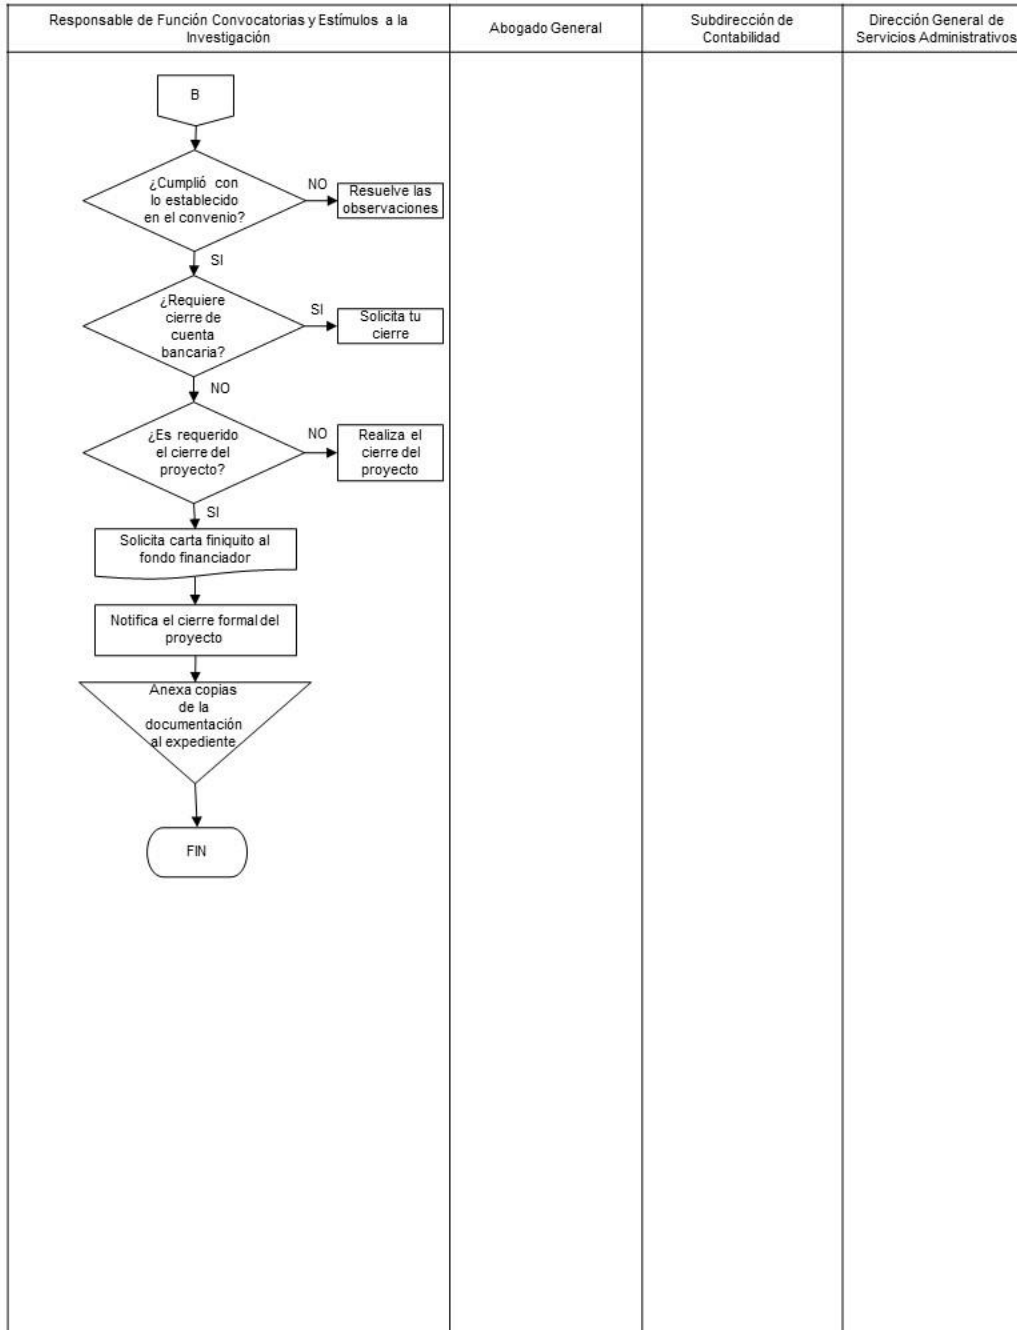 Responsable de Función Convocatorias y Estímulos a la
Investigación
Abogado General
Subdirección de
Contabilidad
Dirección General de
Servicios Administrativos
B
¿Cumplió con
lo establecido
en el convenio?
NO
Resuelve las
observaciones
SI
¿Requiere
cierre de
cuenta
bancaria?
SI
Solicita tu
cierre
NO
¿Es requerido
el cierre del
proyecto?
NO
Realiza el
cierre del
proyecto
SI
Solicita carta finiquito al
fondo financiador
Notifica el cierre formal del
proyecto
Anexa copias
de la
documentación
al expediente
FIN